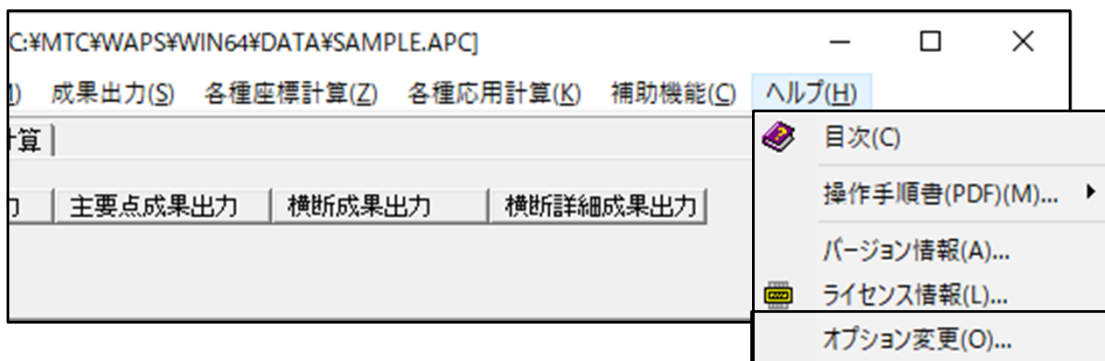 C:¥MTC¥WAPS¥WIN64¥DATA¥SAMPLE.APC]
成果出力(S) 各種座標計算(Z) 各種応用計算(K) 補助機能(C) ヘルプ(H)
計算
主要点成果出力 横断成果出力 横断詳細成果出力
目次(C)
操作手順書(PDF)(M)...
バージョン情報(A)...
ライセンス情報(L)...
オプション変更(O)...